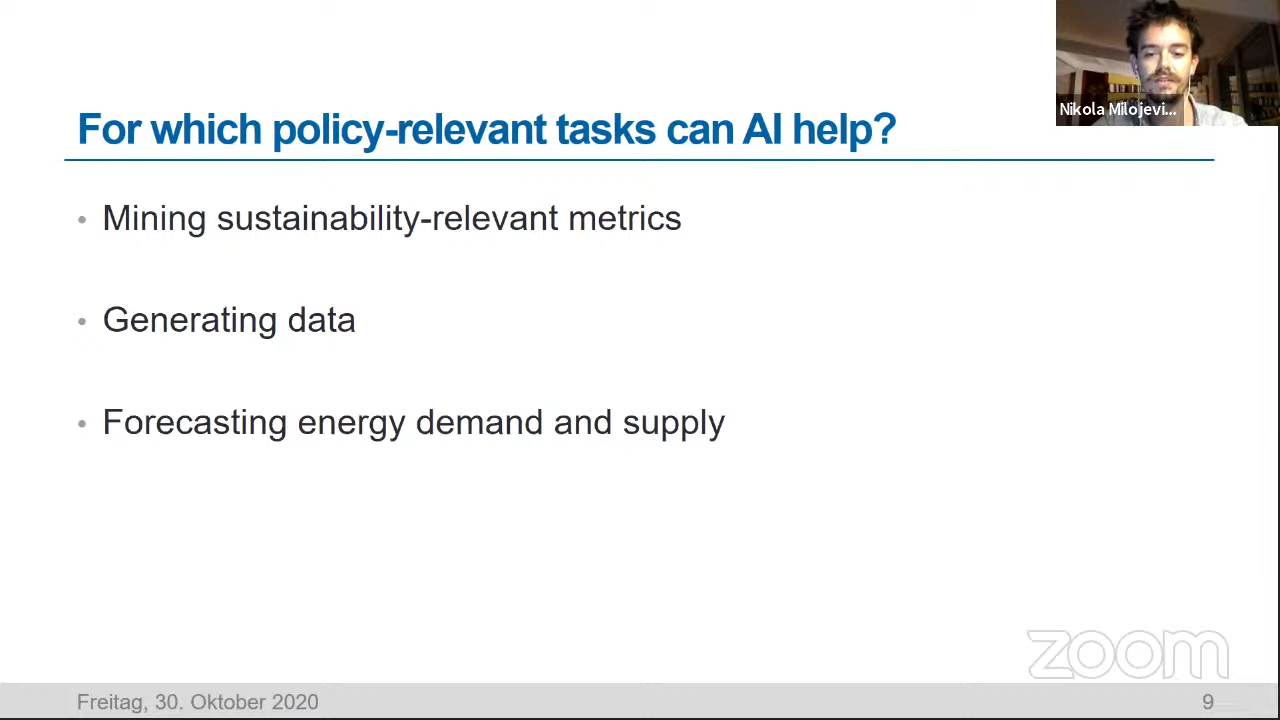 Nikola Milojevi...
For which policy-relevant tasks can AI help?
• Mining sustainability-relevant metrics
• Generating data
• Forecasting energy demand and supply
zoom
Freitag, 30. Oktober 2020
9